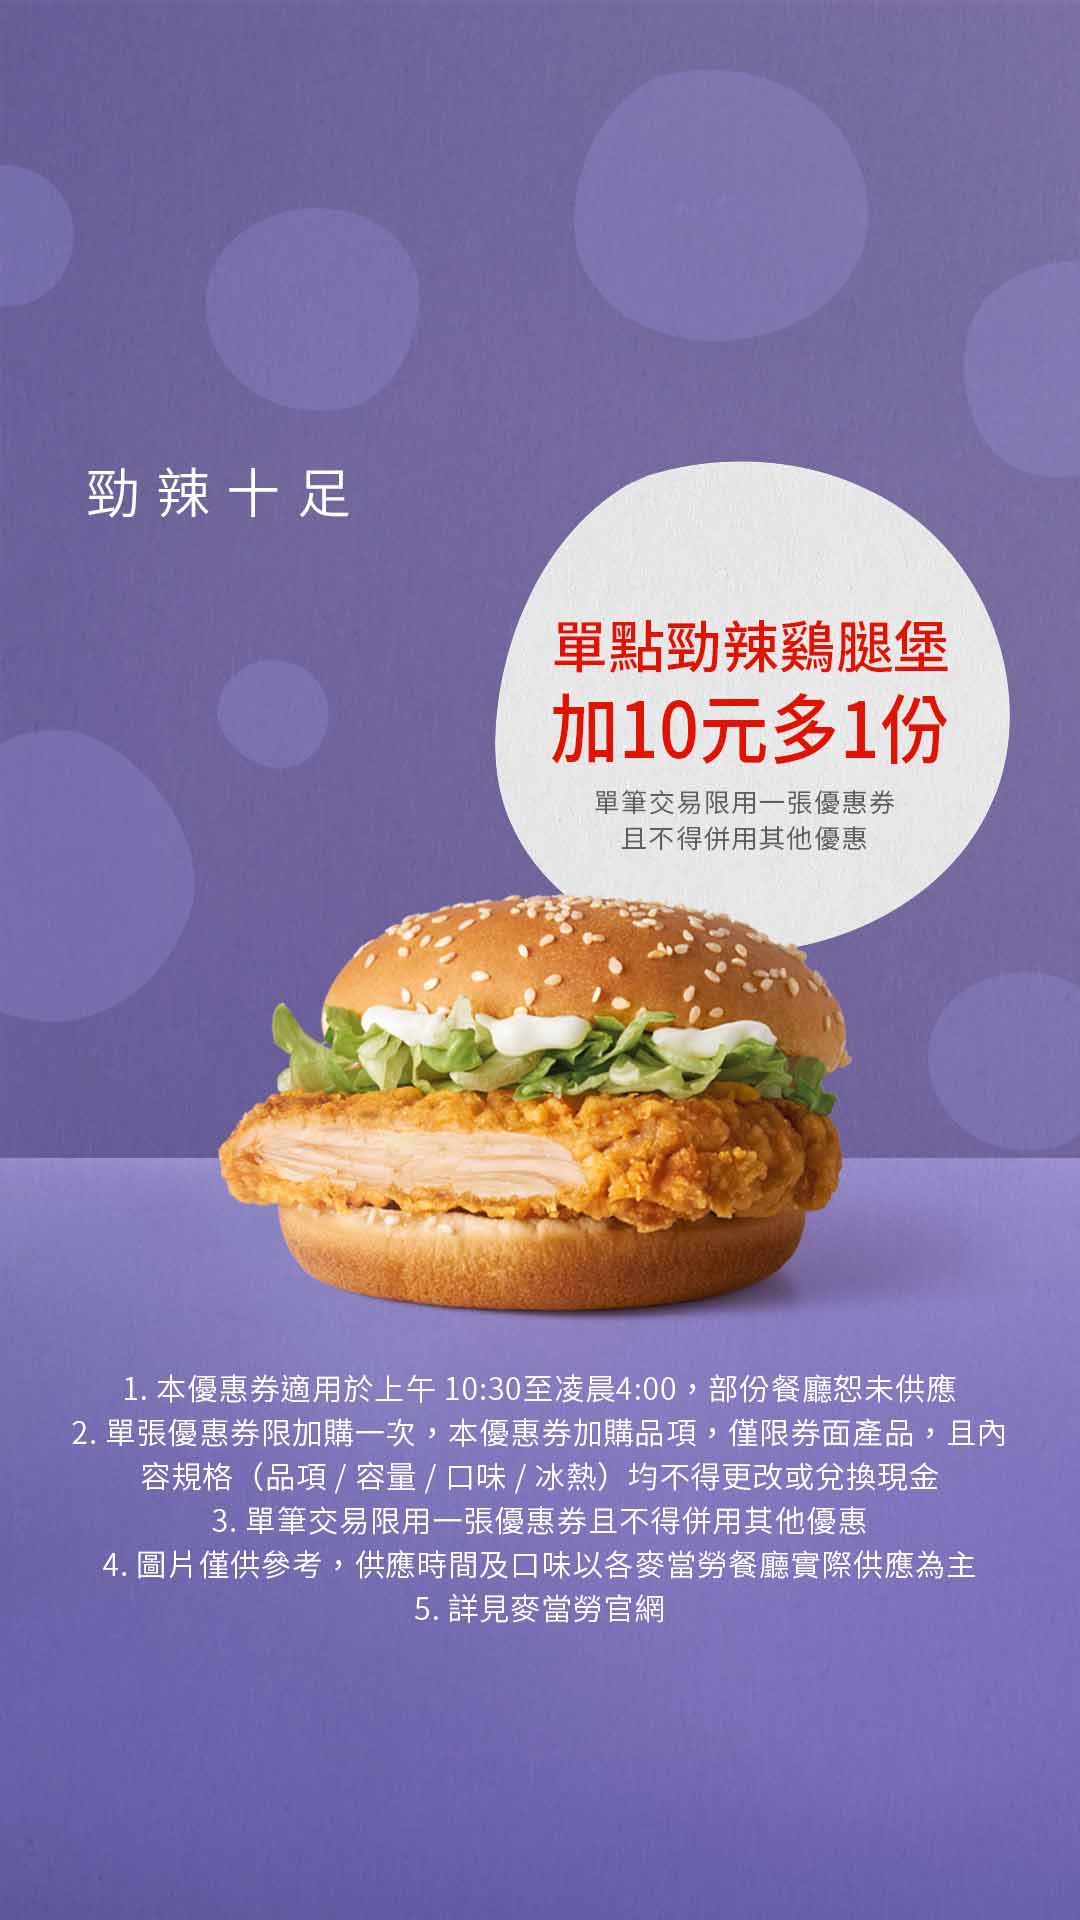 勁辣十足
單點勁辣鷄腿堡
加10元多1份
單筆交易限用一張優惠券
且不得併用其他優惠
1. 本優惠券適用於上午 10:30至凌晨4:00，部份餐廳恕未供應
2. 單張優惠券限加購一次，本優惠券加購品項，僅限券面產品，且內
容規格（品項 / 容量 / 口味 / 冰熱）均不得更改或兌換現金
3. 單筆交易限用一張優惠券且不得併用其他優惠
4. 圖片僅供參考，供應時間及口味以各麥當勞餐廳實際供應為主
5. 詳見麥當勞官網